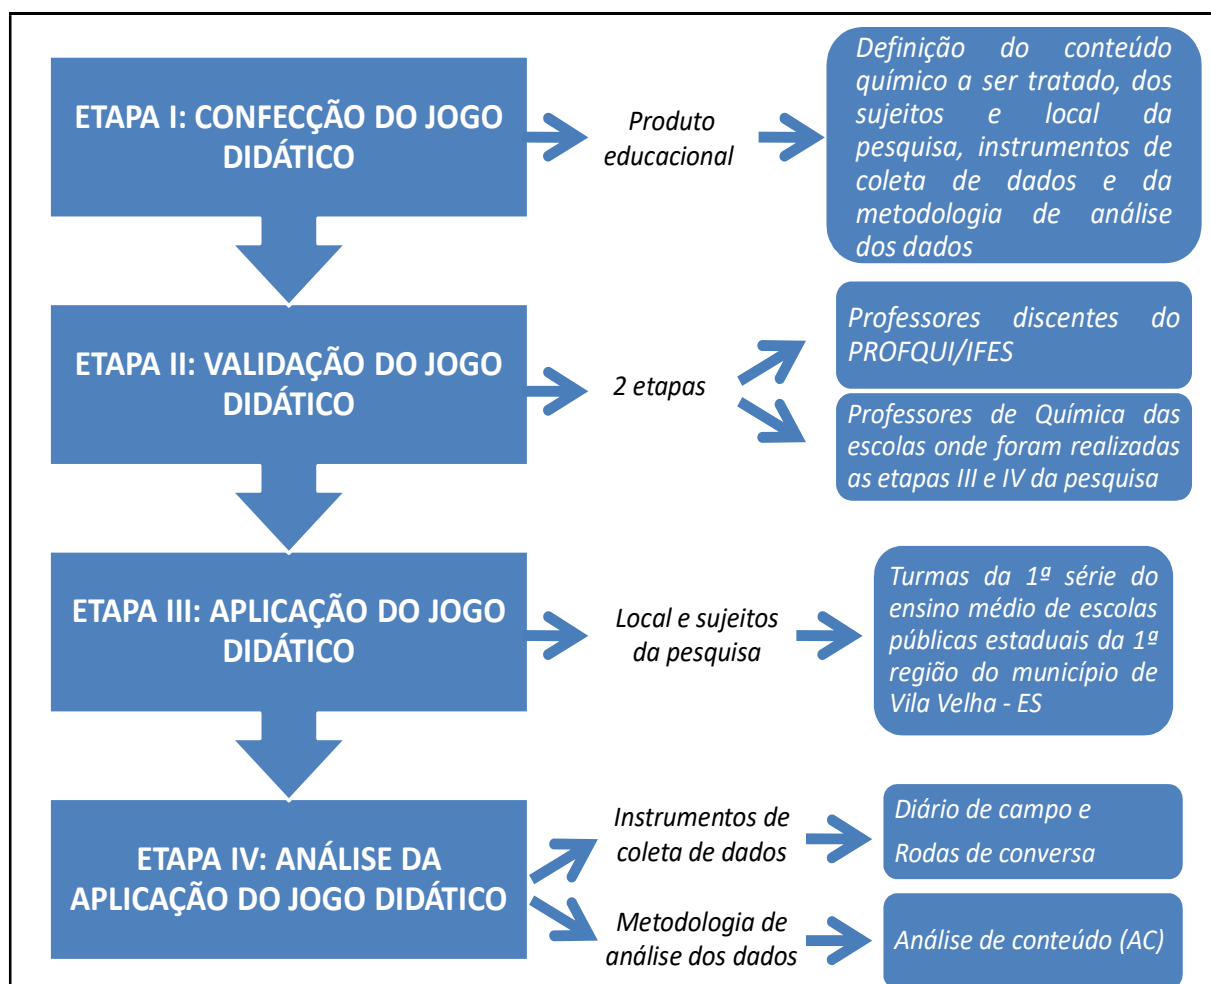 ETAPA I: CONFECÇÃO DO JOGO
DIDÁTICO
Produto
educacional
Definição do conteúdo
químico a ser tratado, dos
sujeitos e local da
pesquisa, instrumentos de
coleta de dados e da
metodologia de análise
dos dados
ETAPA II: VALIDAÇÃO DO JOGO
DIDÁTICO
2 etapas
Professores discentes do
PROFQUI/IFES
Professores de Química das
escolas onde foram realizadas
as etapas III e IV da pesquisa
ETAPA III: APLICAÇÃO DO JOGO
DIDÁTICO
Local e sujeitos
da pesquisa
Turmas da 1ª série do
ensino médio de escolas
públicas estaduais da 1ª
região do município de
Vila Velha - ES
ETAPA IV: ANÁLISE DA
APLICAÇÃO DO JOGO DIDÁTICO
Instrumentos de
coleta de dados
Diário de campo e
Rodas de conversa
Metodologia de
análise dos dados
Análise de conteúdo (AC)